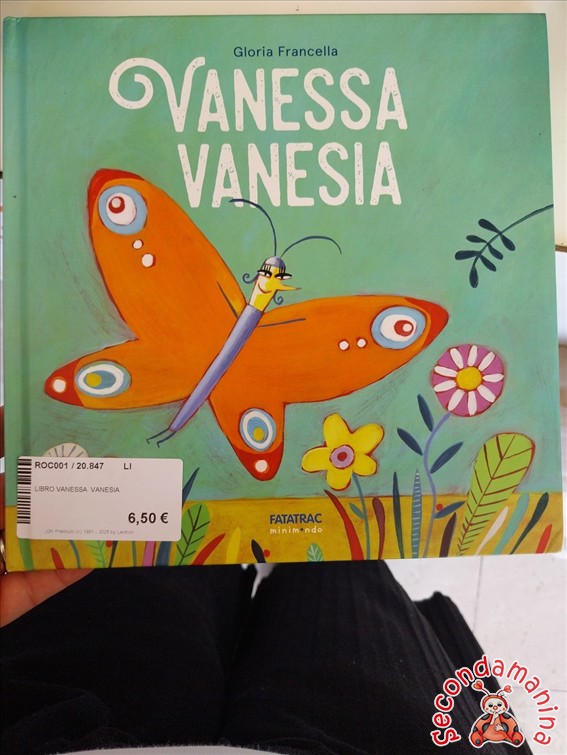 Gloria Francella
VANESSA
VANESIA
ROC001 / 20.847 LI
LIBRO VANESSA VANESIA
6,50 €
FATATRAC
minimondo
Secondamanina